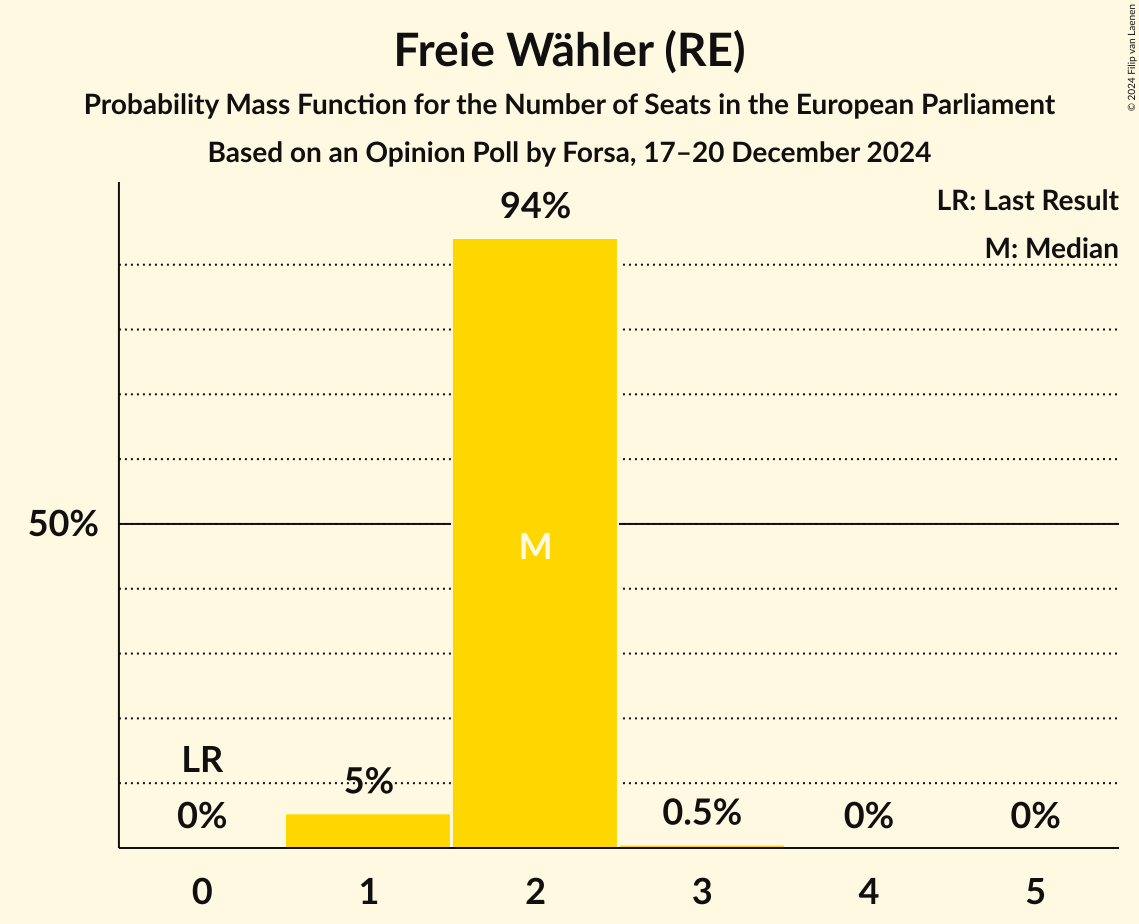 Freie Wähler (RE)
Probability Mass Function for the Number of Seats in the European Parliament
Based on an Opinion Poll by Forsa, 17–20 December 2024
© 2024 Filip van Laenen
LR: Last Result
M: Median
94%
50%
M
LR
0%
5%
0.5%
0%
0%
0 1 2 3 4 5